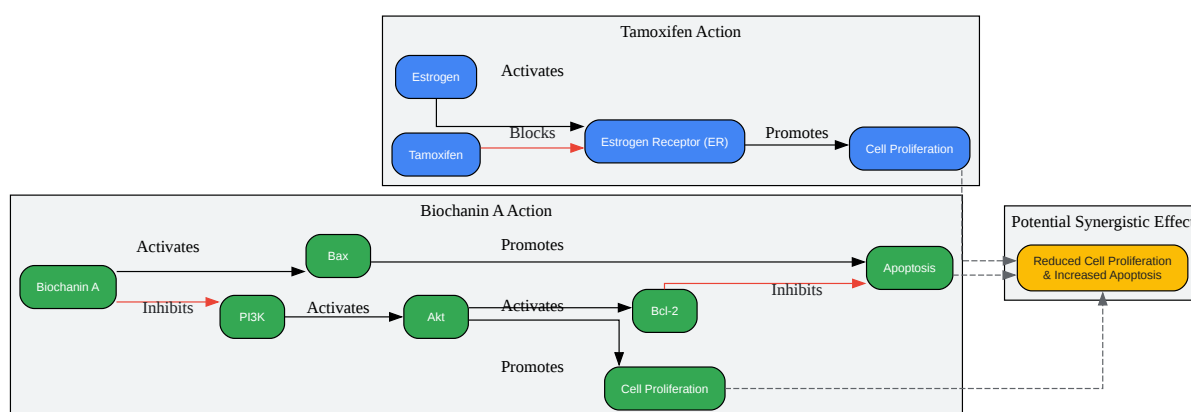 Tamoxifen Action
Estrogen
Activates
Blocks
Tamoxifen
Estrogen Receptor (ER)
Promotes
Cell Proliferation
Biochanin A Action
Biochanin A
Activates
Inhibits
Bax
Promotes
PI3K
Activates
Akt
Activates
Promotes
Bcl-2
Inhibits
Apoptosis
Cell Proliferation
Potential Synergistic Effect
Reduced Cell Proliferation
& Increased Apoptosis